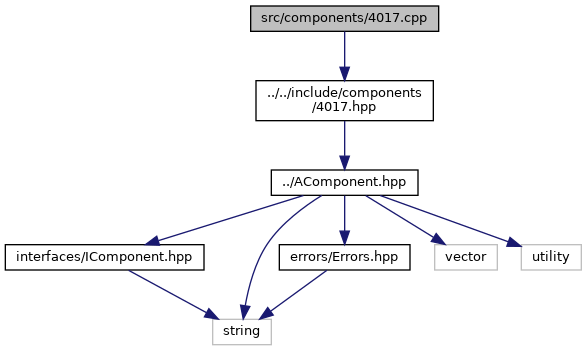 src/components/4017.cpp
../../include/components
/4017.hpp
../AComponent.hpp
interfaces/IComponent.hpp
errors/Errors.hpp
vector
utility
string